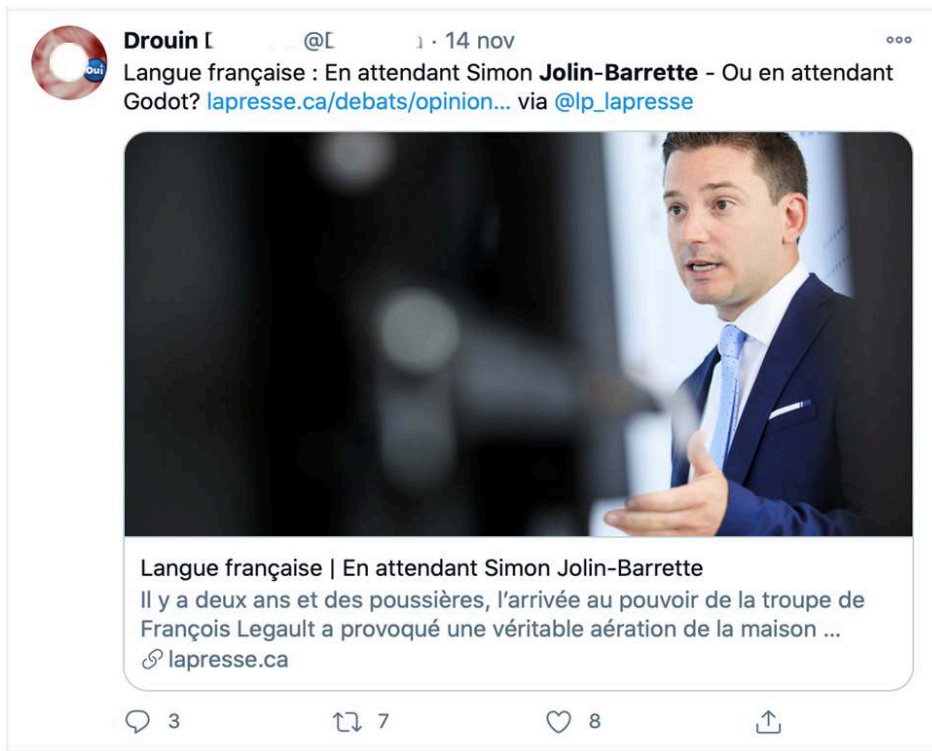 Drouin @ · 14 nov
Langue française : En attendant Simon Jolin-Barrette - Ou en attendant
Godot? lapresse.ca/debats/opinion... via @lp_lapresse
oui
Langue française | En attendant Simon Jolin-Barrette
Il y a deux ans et des poussières, l'arrivée au pouvoir de la troupe de
François Legault a provoqué une véritable aération de la maison ...
lapresse.ca
3 7 8